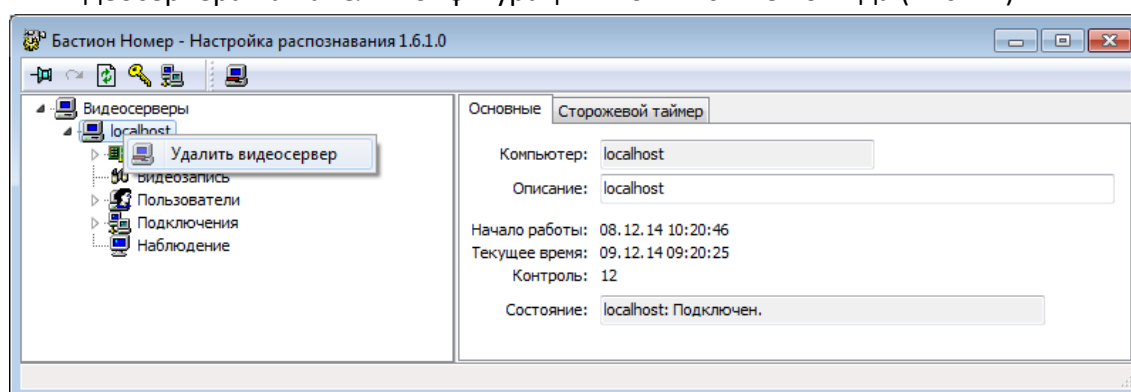 Бастион Номер - Настройка распознавания 1.6.1.0
Видеосерверы
localhost
Удалить видеосервер
Видеозапись
Пользователи
Подключения
Наблюдение
Основные Сторожевой таймер
Компьютер: localhost
Описание: localhost
Начало работы: 08.12.14 10:20:46
Текущее время: 09.12.14 09:20:25
Контроль: 12
Состояние: localhost: Подключен.